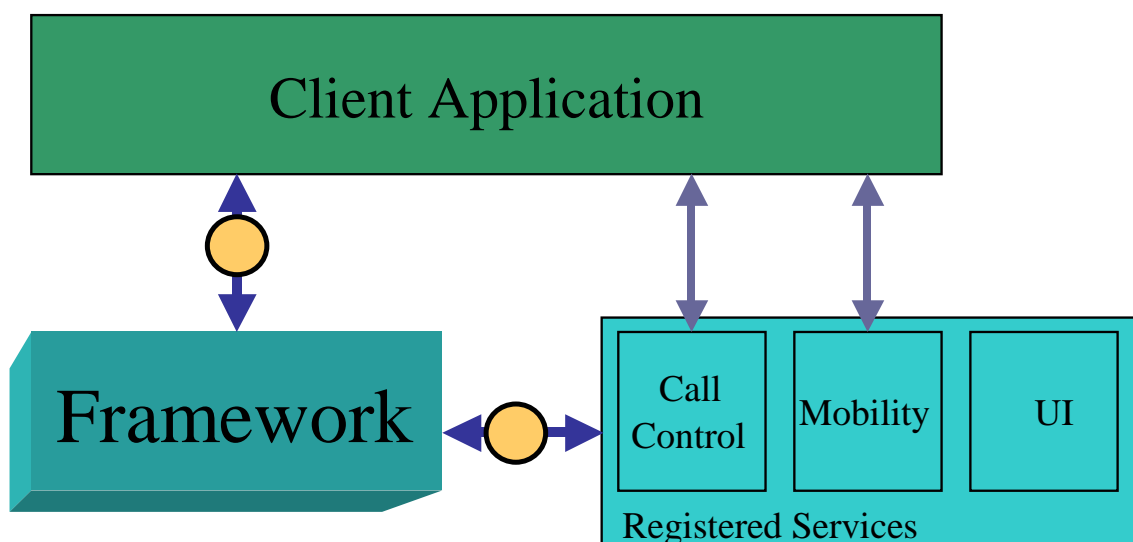 Client Application
Framework
Call
Control
Mobility
UI
Registered Services